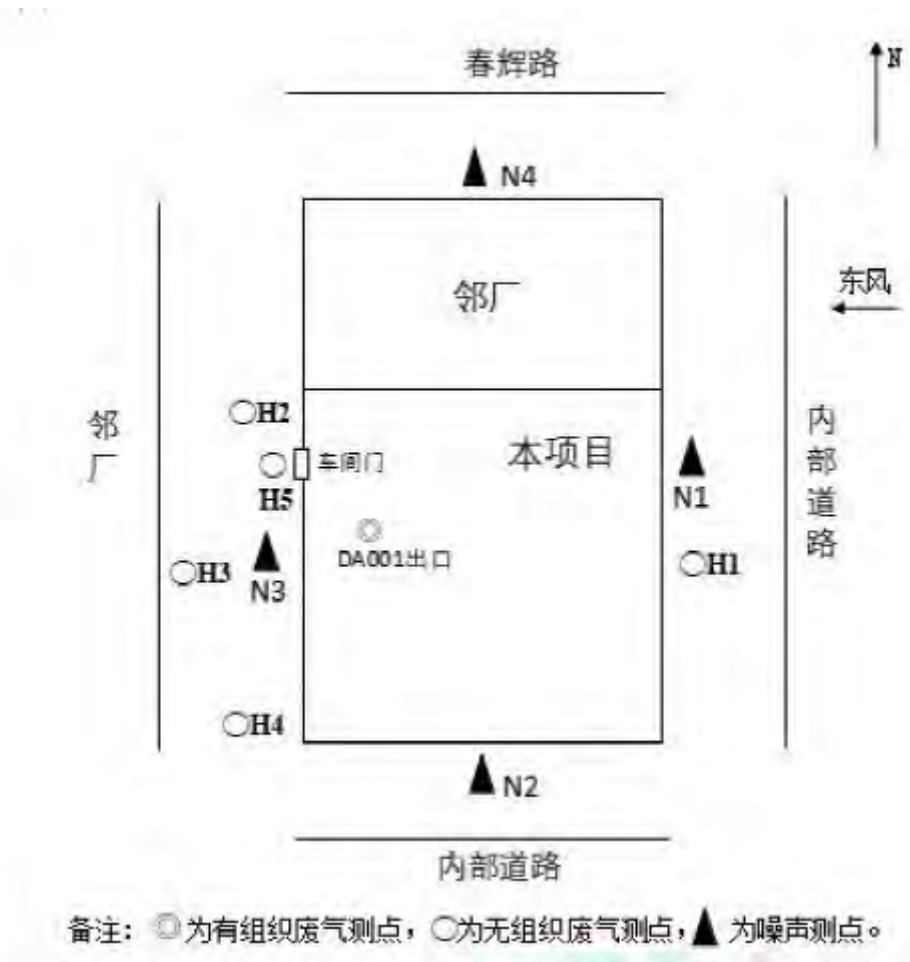 春辉路
N
N4
东风
邻厂
H2
邻厂
内部道路
本项目
车间门
H5
N1
DA001出口
H3
N3
H1
H4
N2
内部道路
备注：◎为有组织废气测点，○为无组织废气测点，▲为噪声测点。